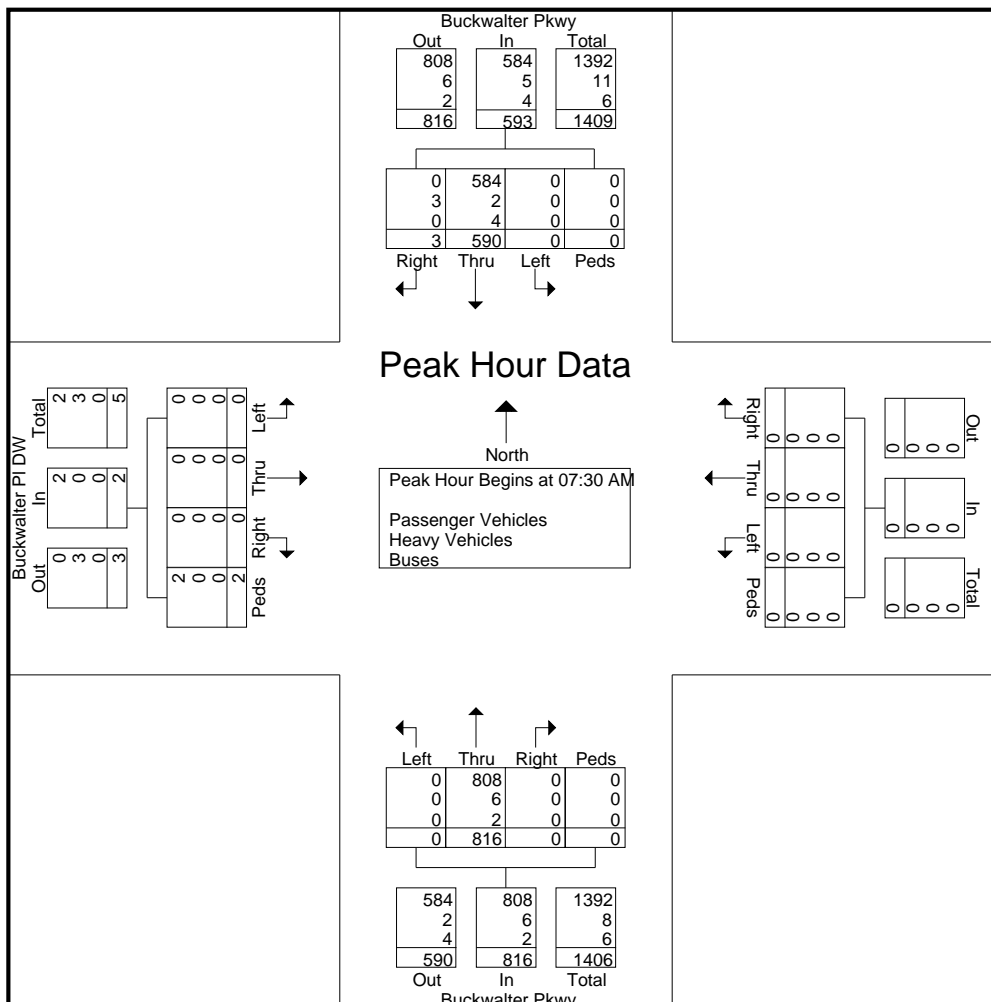 Buckwalter Pkwy
Out In Total
808 584 1392
6 5 11
2 4 6
816 593 1409
0 584 0 0
3 2 0 0
0 4 0 0
3 590 0 0
Right Thru Left Peds
Peak Hour Data
North
Peak Hour Begins at 07:30 AM
Passenger Vehicles
Heavy Vehicles
Buses
Buckwalter Pl DW
Out In Total
0 2 2
3 0 3
0 0 0
3 2 5
2 0 0 0
0 0 0 0
0 0 0 0
2 0 0 0
Peds Right Thru Left
Out In Total
0 0 0
0 0 0
0 0 0
0 0 0
Right Thru Left Peds
0 0 0 0
0 0 0 0
0 0 0 0
0 0 0 0
Left Thru Right Peds
0 808 0 0
0 6 0 0
0 2 0 0
0 816 0 0
584 808 1392
2 6 8
4 2 6
590 816 1406
Out In Total
Buckwalter Pkwy